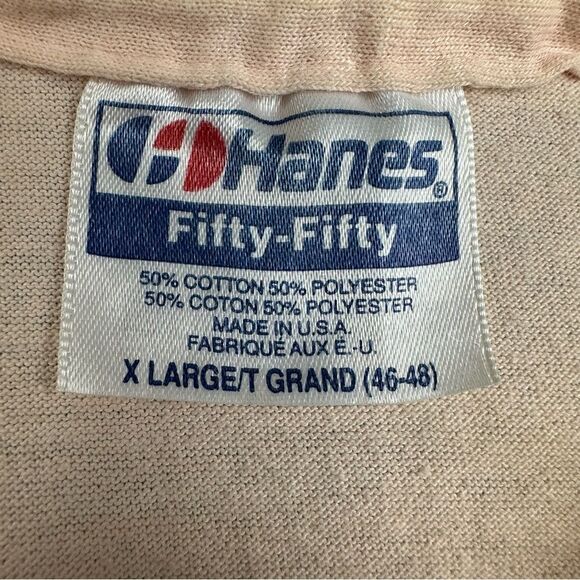 Hanes®
Fifty-Fifty
50% COTTON 50% POLYESTER
50% COTON 50% POLYESTER
MADE IN U.S.A.
FABRIQUÉ AUX É.-U.
X LARGE/T GRAND (46-48)